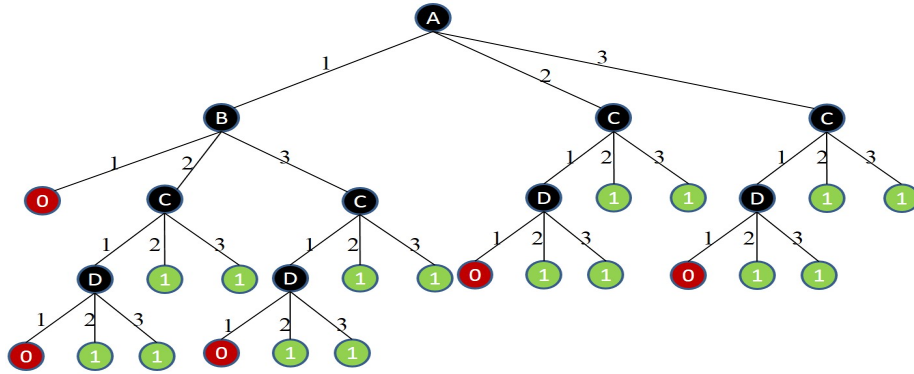 A
1 2 3
B C C
1 2 3 1 2 3 1 2 3
0 C C D 1 1 D 1 1
1 2 3 1 2 3 1 2 3 1 2 3
D 1 1 D 1 1 0 1 1 0 1 1
1 2 3 1 2 3
0 1 1 0 1 1